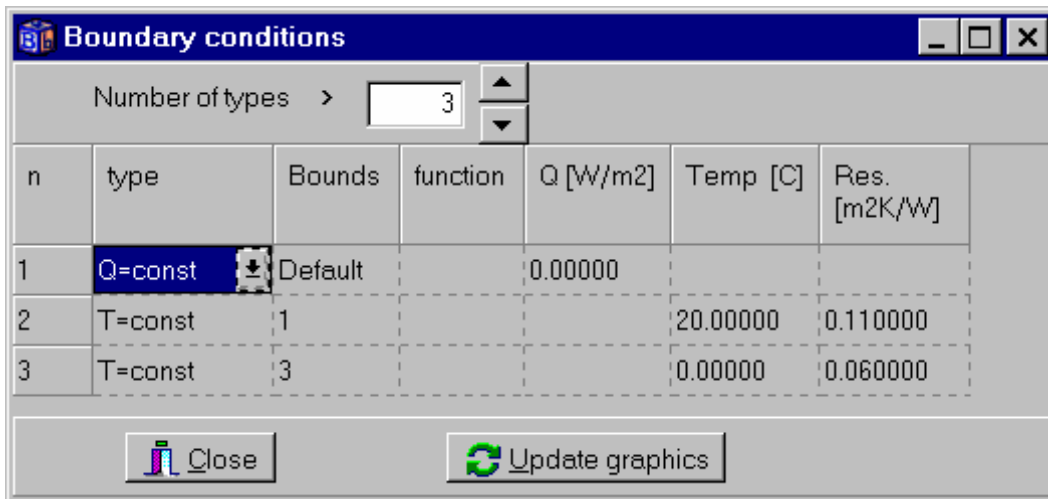 Boundary conditions
Number of types > 3
n type Bounds function Q [W/m2] Temp [C] Res. [m2K/W]
1 Q=const Default 0.00000
2 T=const 1 20.00000 0.110000
3 T=const 3 0.00000 0.060000
Close Update graphics